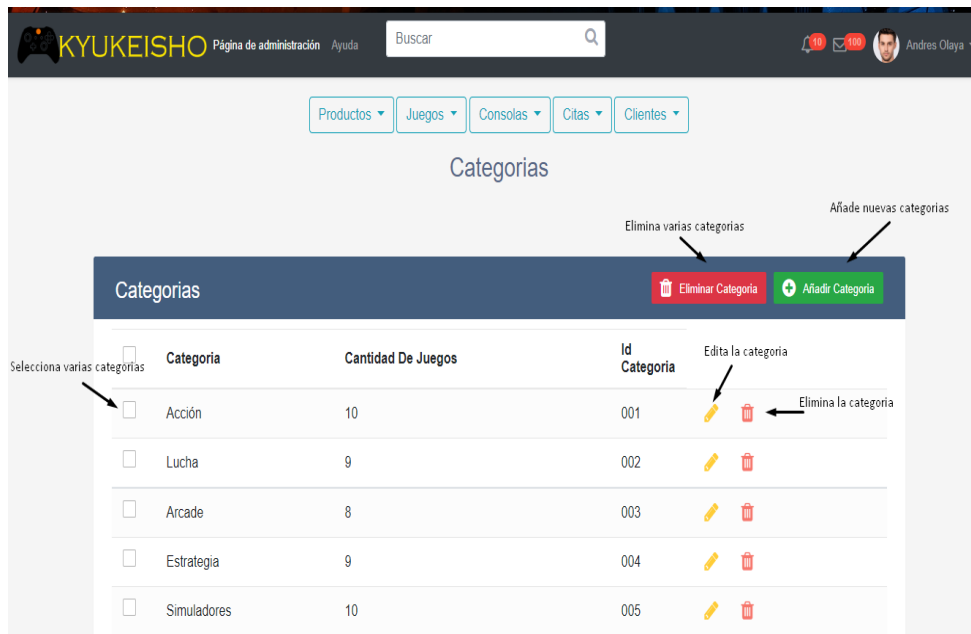 KYUKEISHO Página de administración Ayuda Buscar 10 100 Andres Olaya
Productos Juegos Consolas Citas Clientes
Categorias
Añade nuevas categorias
Elimina varias categorias
Categorias Eliminar Categoria Añadir Categoria
Selecciona varias categorias
Categoria Cantidad De Juegos Id Categoria
Edita la categoria
Elimina la categoria
Acción 10 001
Lucha 9 002
Arcade 8 003
Estrategia 9 004
Simuladores 10 005